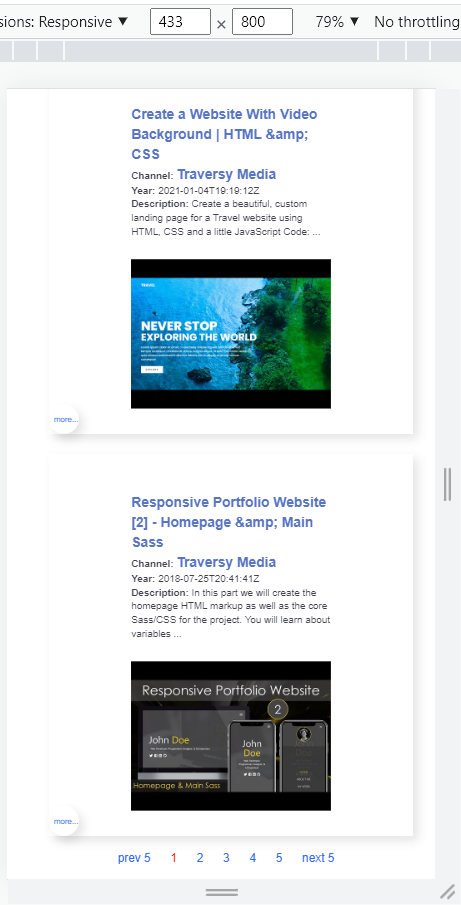 sions: Responsive ▼ 433 × 800 79% ▼ No throttling
Create a Website With Video
Background | HTML &amp;
CSS
Channel: Traversy Media
Year: 2021-01-04T19:19:12Z
Description: Create a beautiful, custom
landing page for a Travel website using
HTML, CSS and a little JavaScript Code: ...
TRAVEL
NEVER STOP
EXPLORING THE WORLD
more...
Responsive Portfolio Website
[2] - Homepage &amp; Main
Sass
Channel: Traversy Media
Year: 2018-07-25T20:41:41Z
Description: In this part we will create the
homepage HTML markup as well as the core
Sass/CSS for the project. You will learn about
variables ...
Responsive Portfolio Website
2
John Doe
John
Doe
Homepage & Main Sass
more...
prev 5 1 2 3 4 5 next 5